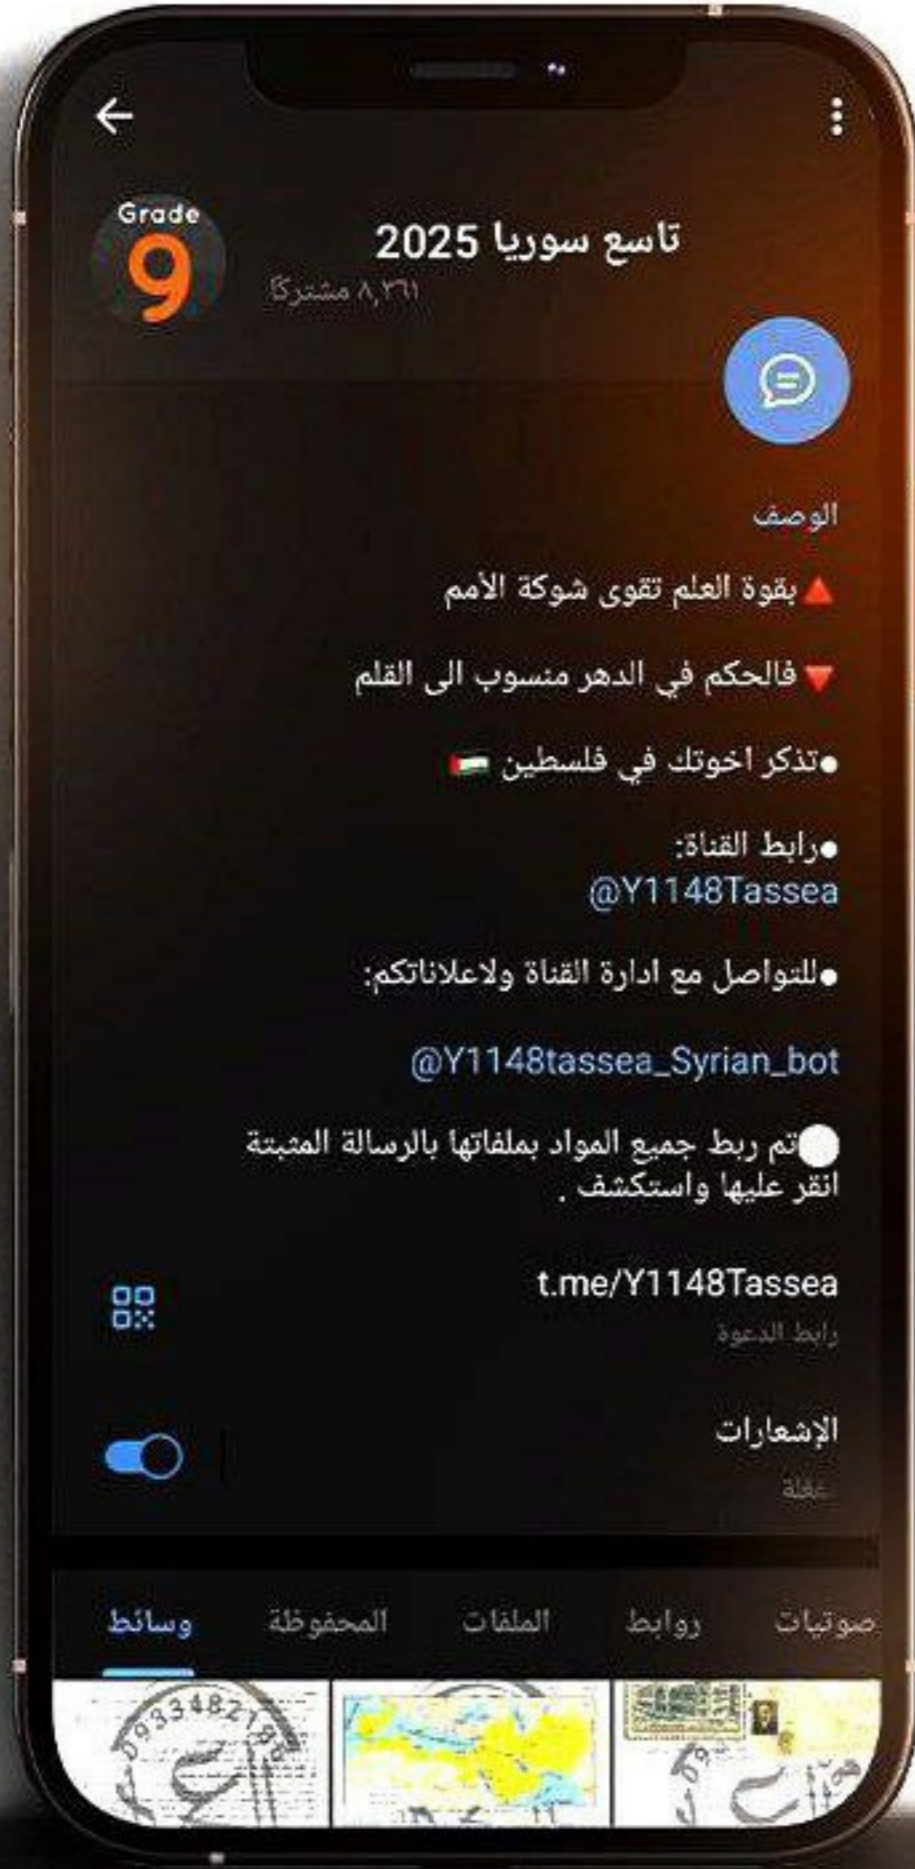 Grade
9
تاسع سوريا 2025
٨,٣٦١ مشتركًا
الوصف
🔺بقوة العلم تقوى شوكة الأمم
🔻فالحكم في الدهر منسوب الى القلم
●تذكر اخوتك في فلسطين 🇵🇸
●رابط القناة:
@Y1148Tassea
●للتواصل مع ادارة القناة ولاعلاناتكم:
@Y1148tassea_Syrian_bot
⚪تم ربط جميع المواد بملفاتها بالرسالة المثبتة
انقر عليها واستكشف .
t.me/Y1148Tassea
رابط الدعوة
الإشعارات
صوتيات
روابط
الملفات
المحفوظة
وسائط